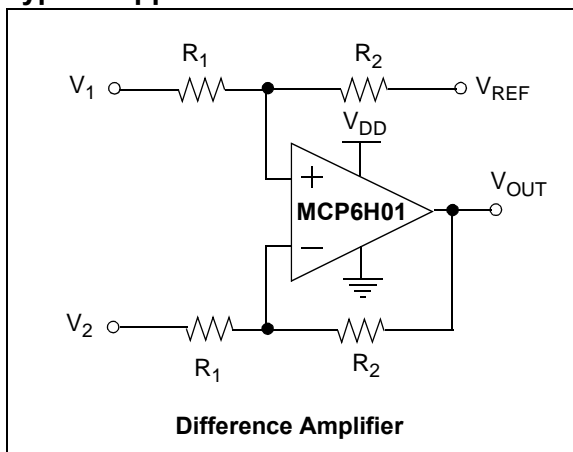 R1 R2
V1 VREF
VDD
VOUT
+
MCP6H01
−
V2
R1 R2
Difference Amplifier